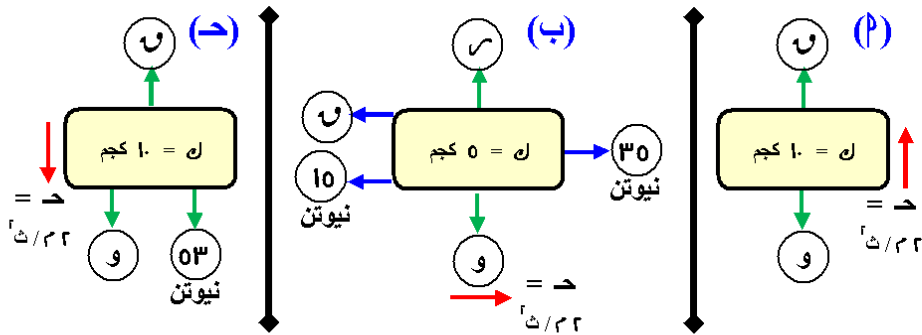 (أ)
ق
ك = ١٠ كجم
حـ =
٢ م/ث٢
و
(ب)
ر
ق
ك = ٥ كجم
٣٥
نيوتن
١٥
نيوتن
و
حـ =
٢ م/ث٢
(حـ)
ق
ك = ١٠ كجم
حـ =
٢ م/ث٢
٥٣
نيوتن
و